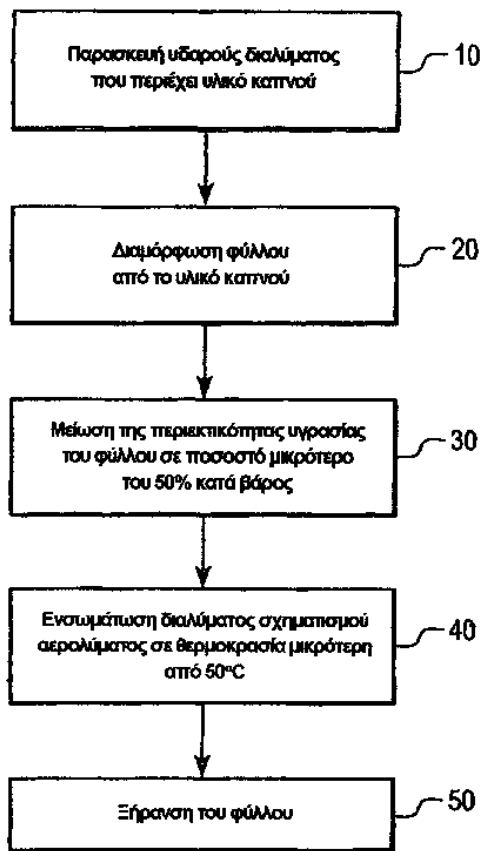 Παρασκευή υδαρούς διαλύματος
που περιέχει υλικό καπνού
10
Διαμόρφωση φύλλου
από το υλικό καπνού
20
Μείωση της περιεκτικότητας υγρασίας
του φύλλου σε ποσοστό μικρότερο
του 50% κατά βάρος
30
Ενσωμάτωση διαλύματος σχηματισμού
αερολύματος σε θερμοκρασία μικρότερη
από 50°C
40
Ξήρανση του φύλλου
50